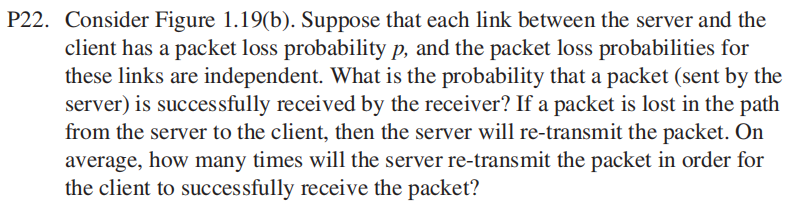 P22. Consider Figure 1.19(b). Suppose that each link between the server and the
client has a packet loss probability p, and the packet loss probabilities for
these links are independent. What is the probability that a packet (sent by the
server) is successfully received by the receiver? If a packet is lost in the path
from the server to the client, then the server will re-transmit the packet. On
average, how many times will the server re-transmit the packet in order for
the client to successfully receive the packet?